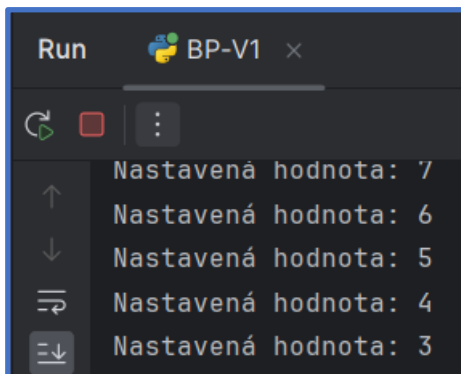 Run BP-V1
Nastavená hodnota: 7
Nastavená hodnota: 6
Nastavená hodnota: 5
Nastavená hodnota: 4
Nastavená hodnota: 3